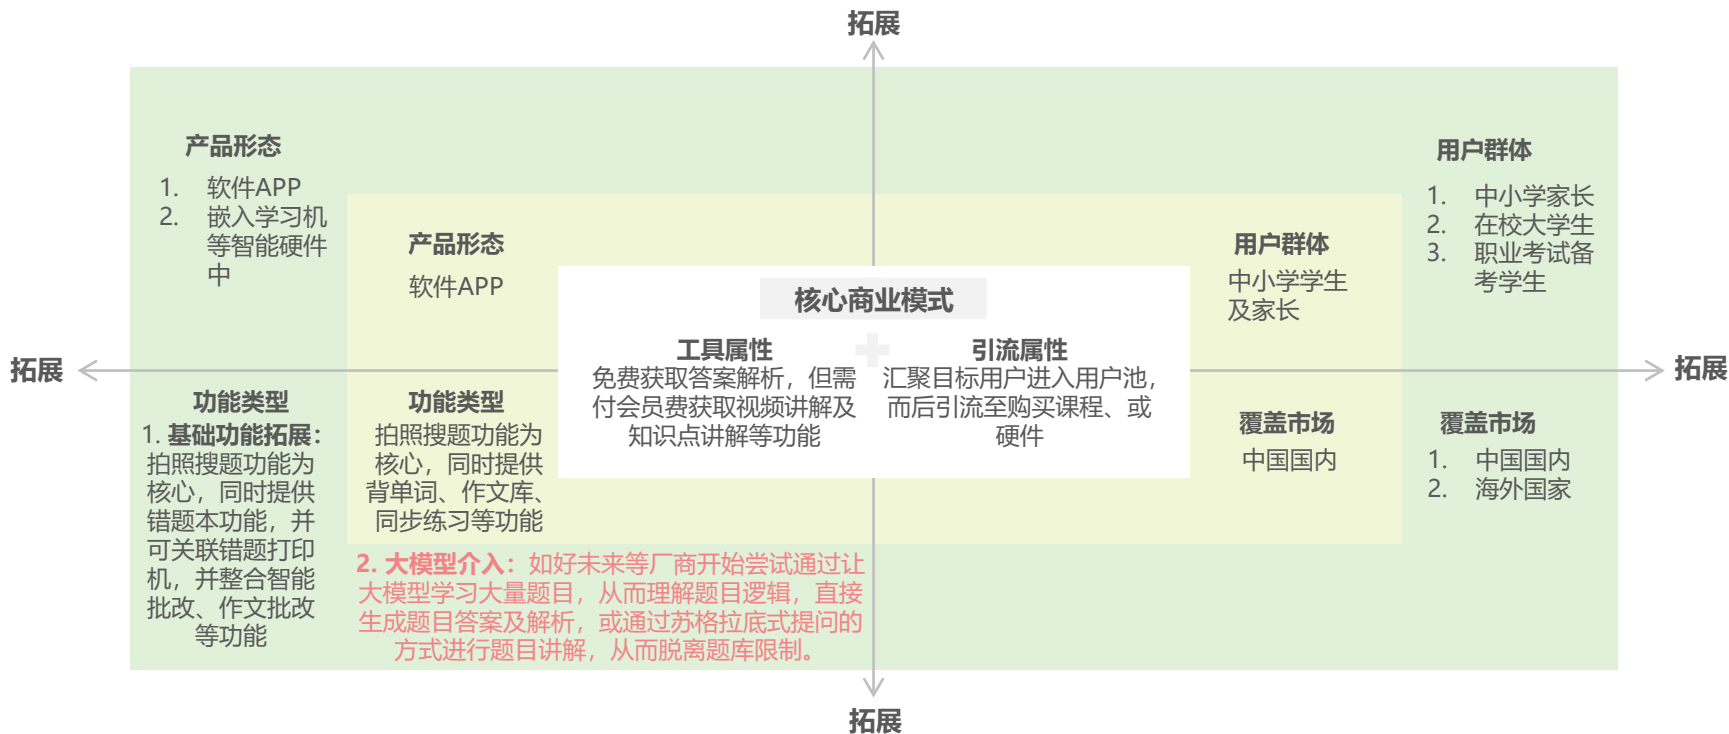 拓展
产品形态
1. 软件APP
2. 嵌入学习机
等智能硬件
中
产品形态
软件APP
用户群体
中小学学生
及家长
用户群体
1. 中小学家长
2. 在校大学生
3. 职业考试备
考学生
核心商业模式
工具属性
免费获取答案解析，但需
付会员费获取视频讲解及
知识点讲解等功能
引流属性
汇聚目标用户进入用户池，
而后引流至购买课程、或
硬件
拓展
拓展
功能类型
1. 基础功能拓展：
拍照搜题功能为
核心，同时提供
错题本功能，并
可关联错题打印
机，并整合智能
批改、作文批改
等功能
功能类型
拍照搜题功能为
核心，同时提供
背单词、作文库、
同步练习等功能
2. 大模型介入：如好未来等厂商开始尝试通过让
大模型学习大量题目，从而理解题目逻辑，直接
生成题目答案及解析，或通过苏格拉底式提问的
方式进行题目讲解，从而脱离题库限制。
覆盖市场
中国国内
覆盖市场
1. 中国国内
2. 海外国家
拓展